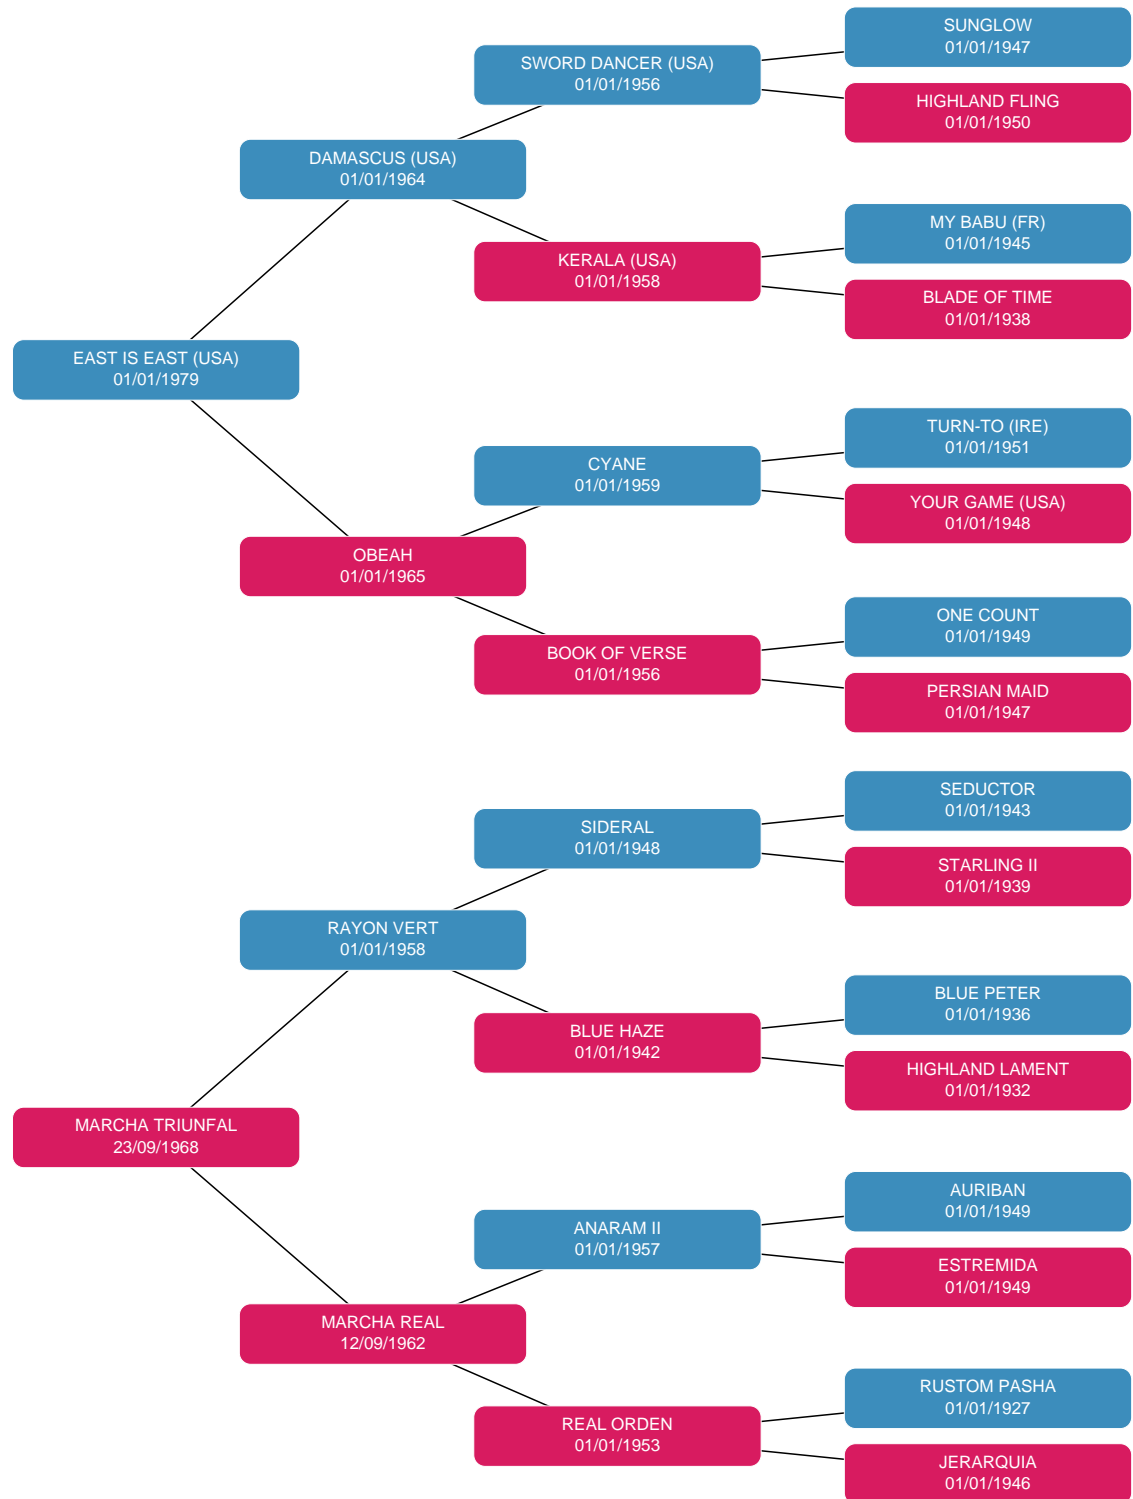 SUNGLOW
01/01/1947
SWORD DANCER (USA)
01/01/1956
HIGHLAND FLING
01/01/1950
DAMASCUS (USA)
01/01/1964
MY BABU (FR)
01/01/1945
KERALA (USA)
01/01/1958
BLADE OF TIME
01/01/1938
EAST IS EAST (USA)
01/01/1979
TURN-TO (IRE)
01/01/1951
CYANE
01/01/1959
YOUR GAME (USA)
01/01/1948
OBEAH
01/01/1965
ONE COUNT
01/01/1949
BOOK OF VERSE
01/01/1956
PERSIAN MAID
01/01/1947
SEDUCTOR
01/01/1943
SIDERAL
01/01/1948
STARLING II
01/01/1939
RAYON VERT
01/01/1958
BLUE PETER
01/01/1936
BLUE HAZE
01/01/1942
HIGHLAND LAMENT
01/01/1932
MARCHA TRIUNFAL
23/09/1968
AURIBAN
01/01/1949
ANARAM II
01/01/1957
ESTREMIDA
01/01/1949
MARCHA REAL
12/09/1962
RUSTOM PASHA
01/01/1927
REAL ORDEN
01/01/1953
JERARQUIA
01/01/1946